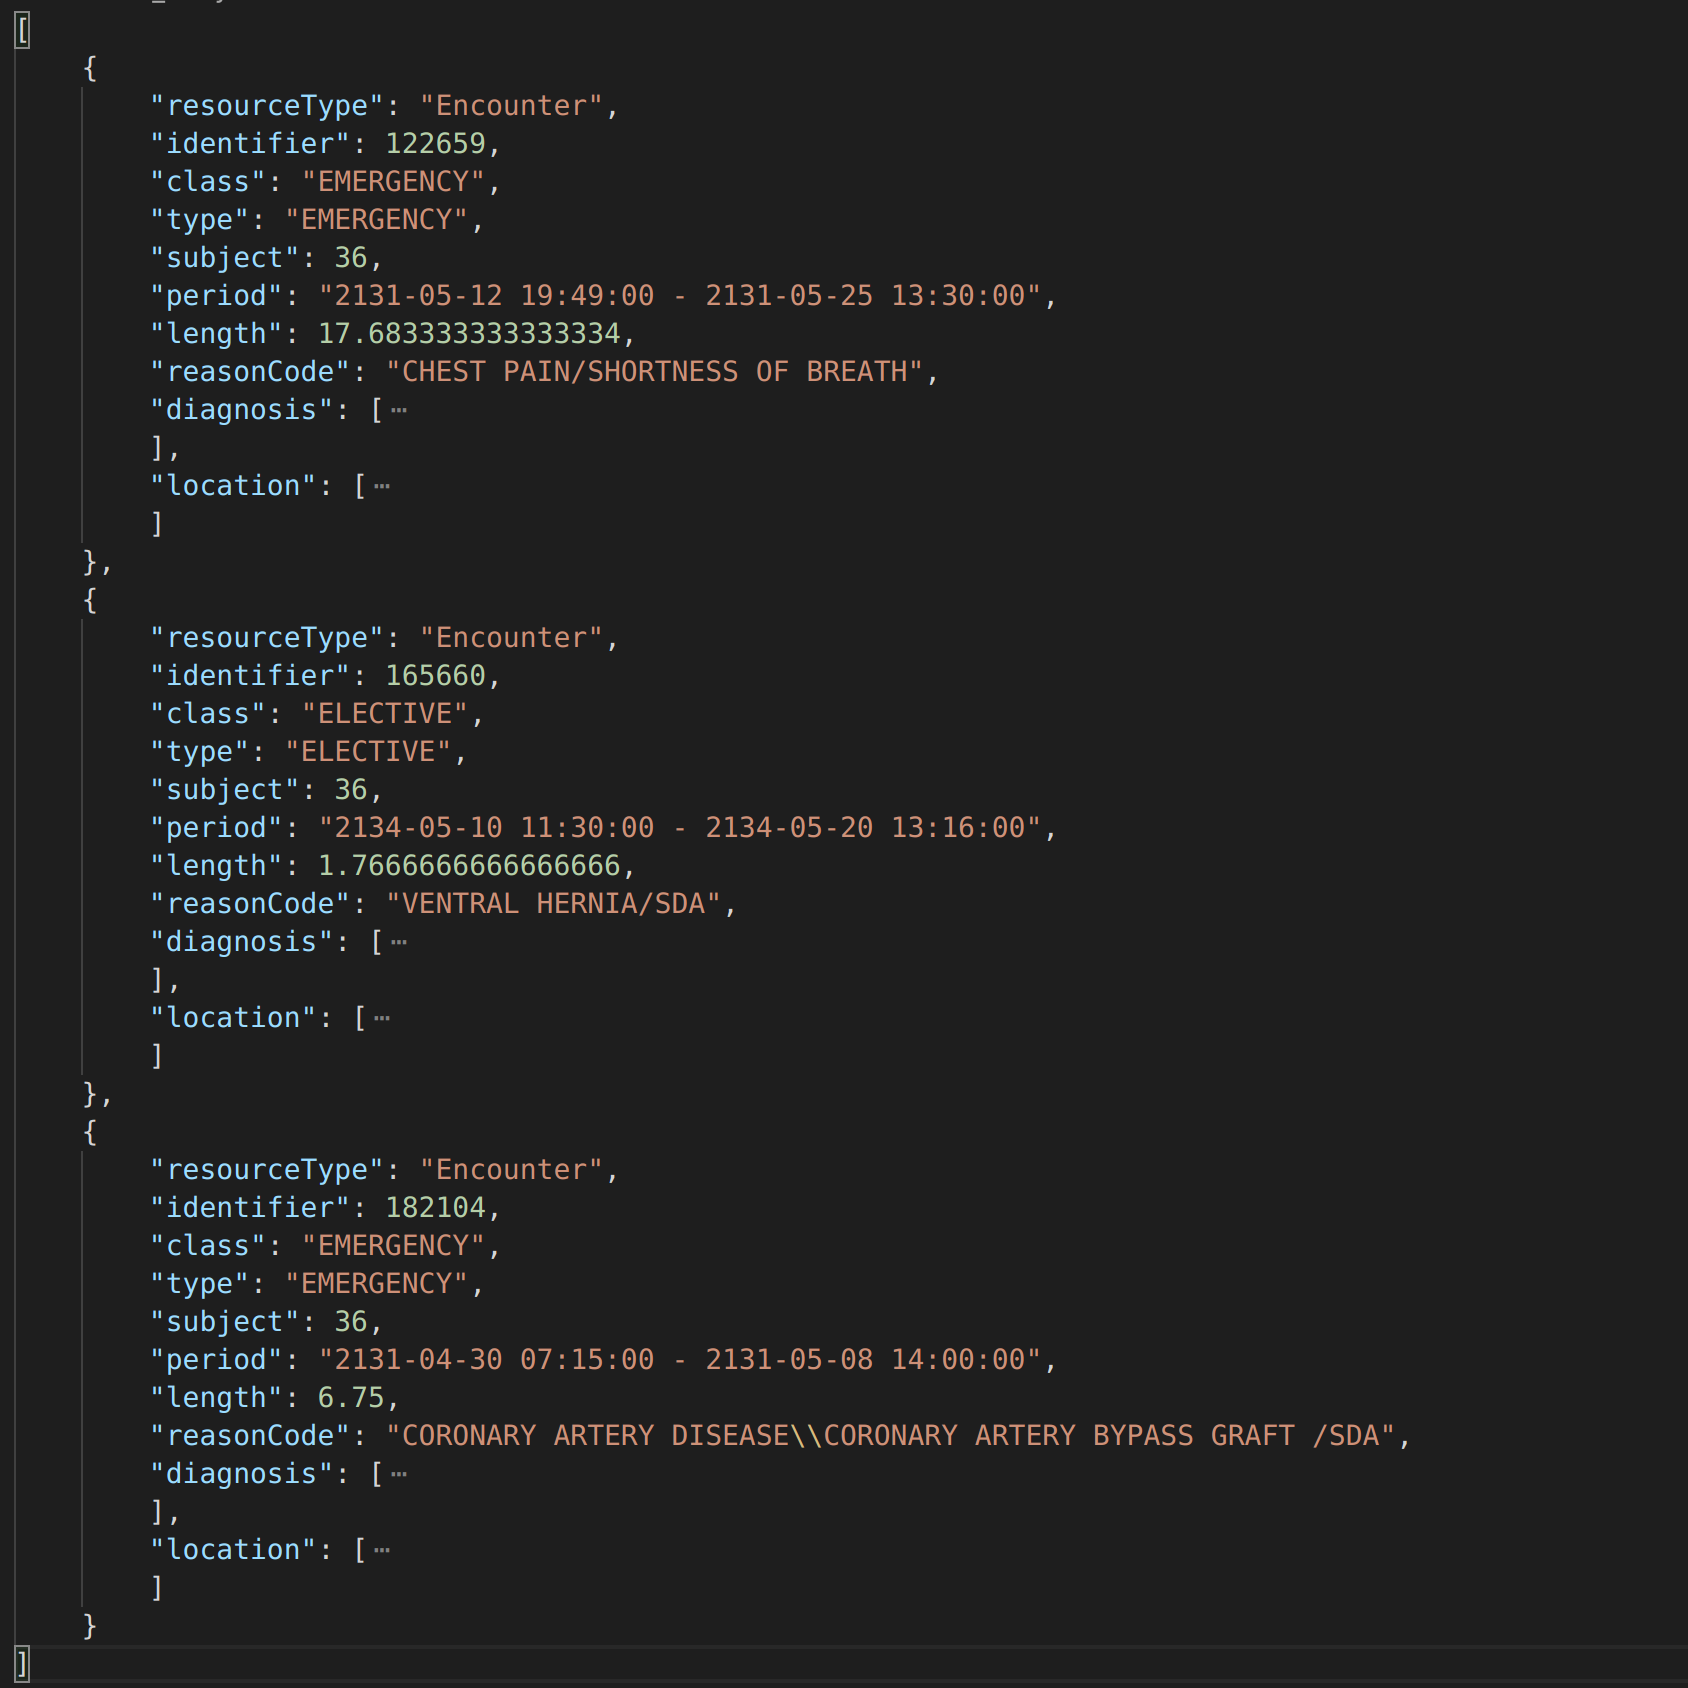 [
    {
        "resourceType": "Encounter",
        "identifier": 122659,
        "class": "EMERGENCY",
        "type": "EMERGENCY",
        "subject": 36,
        "period": "2131-05-12 19:49:00 - 2131-05-25 13:30:00",
        "length": 17.683333333333334,
        "reasonCode": "CHEST PAIN/SHORTNESS OF BREATH",
        "diagnosis": [⋯
        ],
        "location": [⋯
        ]
    },
    {
        "resourceType": "Encounter",
        "identifier": 165660,
        "class": "ELECTIVE",
        "type": "ELECTIVE",
        "subject": 36,
        "period": "2134-05-10 11:30:00 - 2134-05-20 13:16:00",
        "length": 1.7666666666666666,
        "reasonCode": "VENTRAL HERNIA/SDA",
        "diagnosis": [⋯
        ],
        "location": [⋯
        ]
    },
    {
        "resourceType": "Encounter",
        "identifier": 182104,
        "class": "EMERGENCY",
        "type": "EMERGENCY",
        "subject": 36,
        "period": "2131-04-30 07:15:00 - 2131-05-08 14:00:00",
        "length": 6.75,
        "reasonCode": "CORONARY ARTERY DISEASE\\CORONARY ARTERY BYPASS GRAFT /SDA",
        "diagnosis": [⋯
        ],
        "location": [⋯
        ]
    }
]